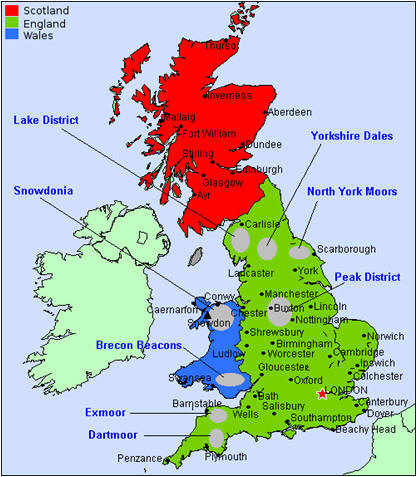 Scotland
England
Wales
Thurso
Inverness
Aberdeen
Mallaig
Fort William
Lake District
Yorkshire Dales
Dundee
Stirling
Edinburgh
Glasgow
Snowdonia
North York Moors
Ayr
Carlisle
Scarborough
Lancaster
York
Peak District
Conwy
Manchester
Caernarfon
Chester
Buxton
Lincoln
Snowdon
Nottingham
Shrewsbury
Norwich
Brecon Beacons
Birmingham
Ludlow
Worcester
Cambridge
Ipswich
Swansea
Gloucester
Colchester
Oxford
LONDON
Barnstable
Bath
Exmoor
Wells
Salisbury
Canterbury
Southampton
Dover
Dartmoor
Beachy Head
Penzance
Plymouth